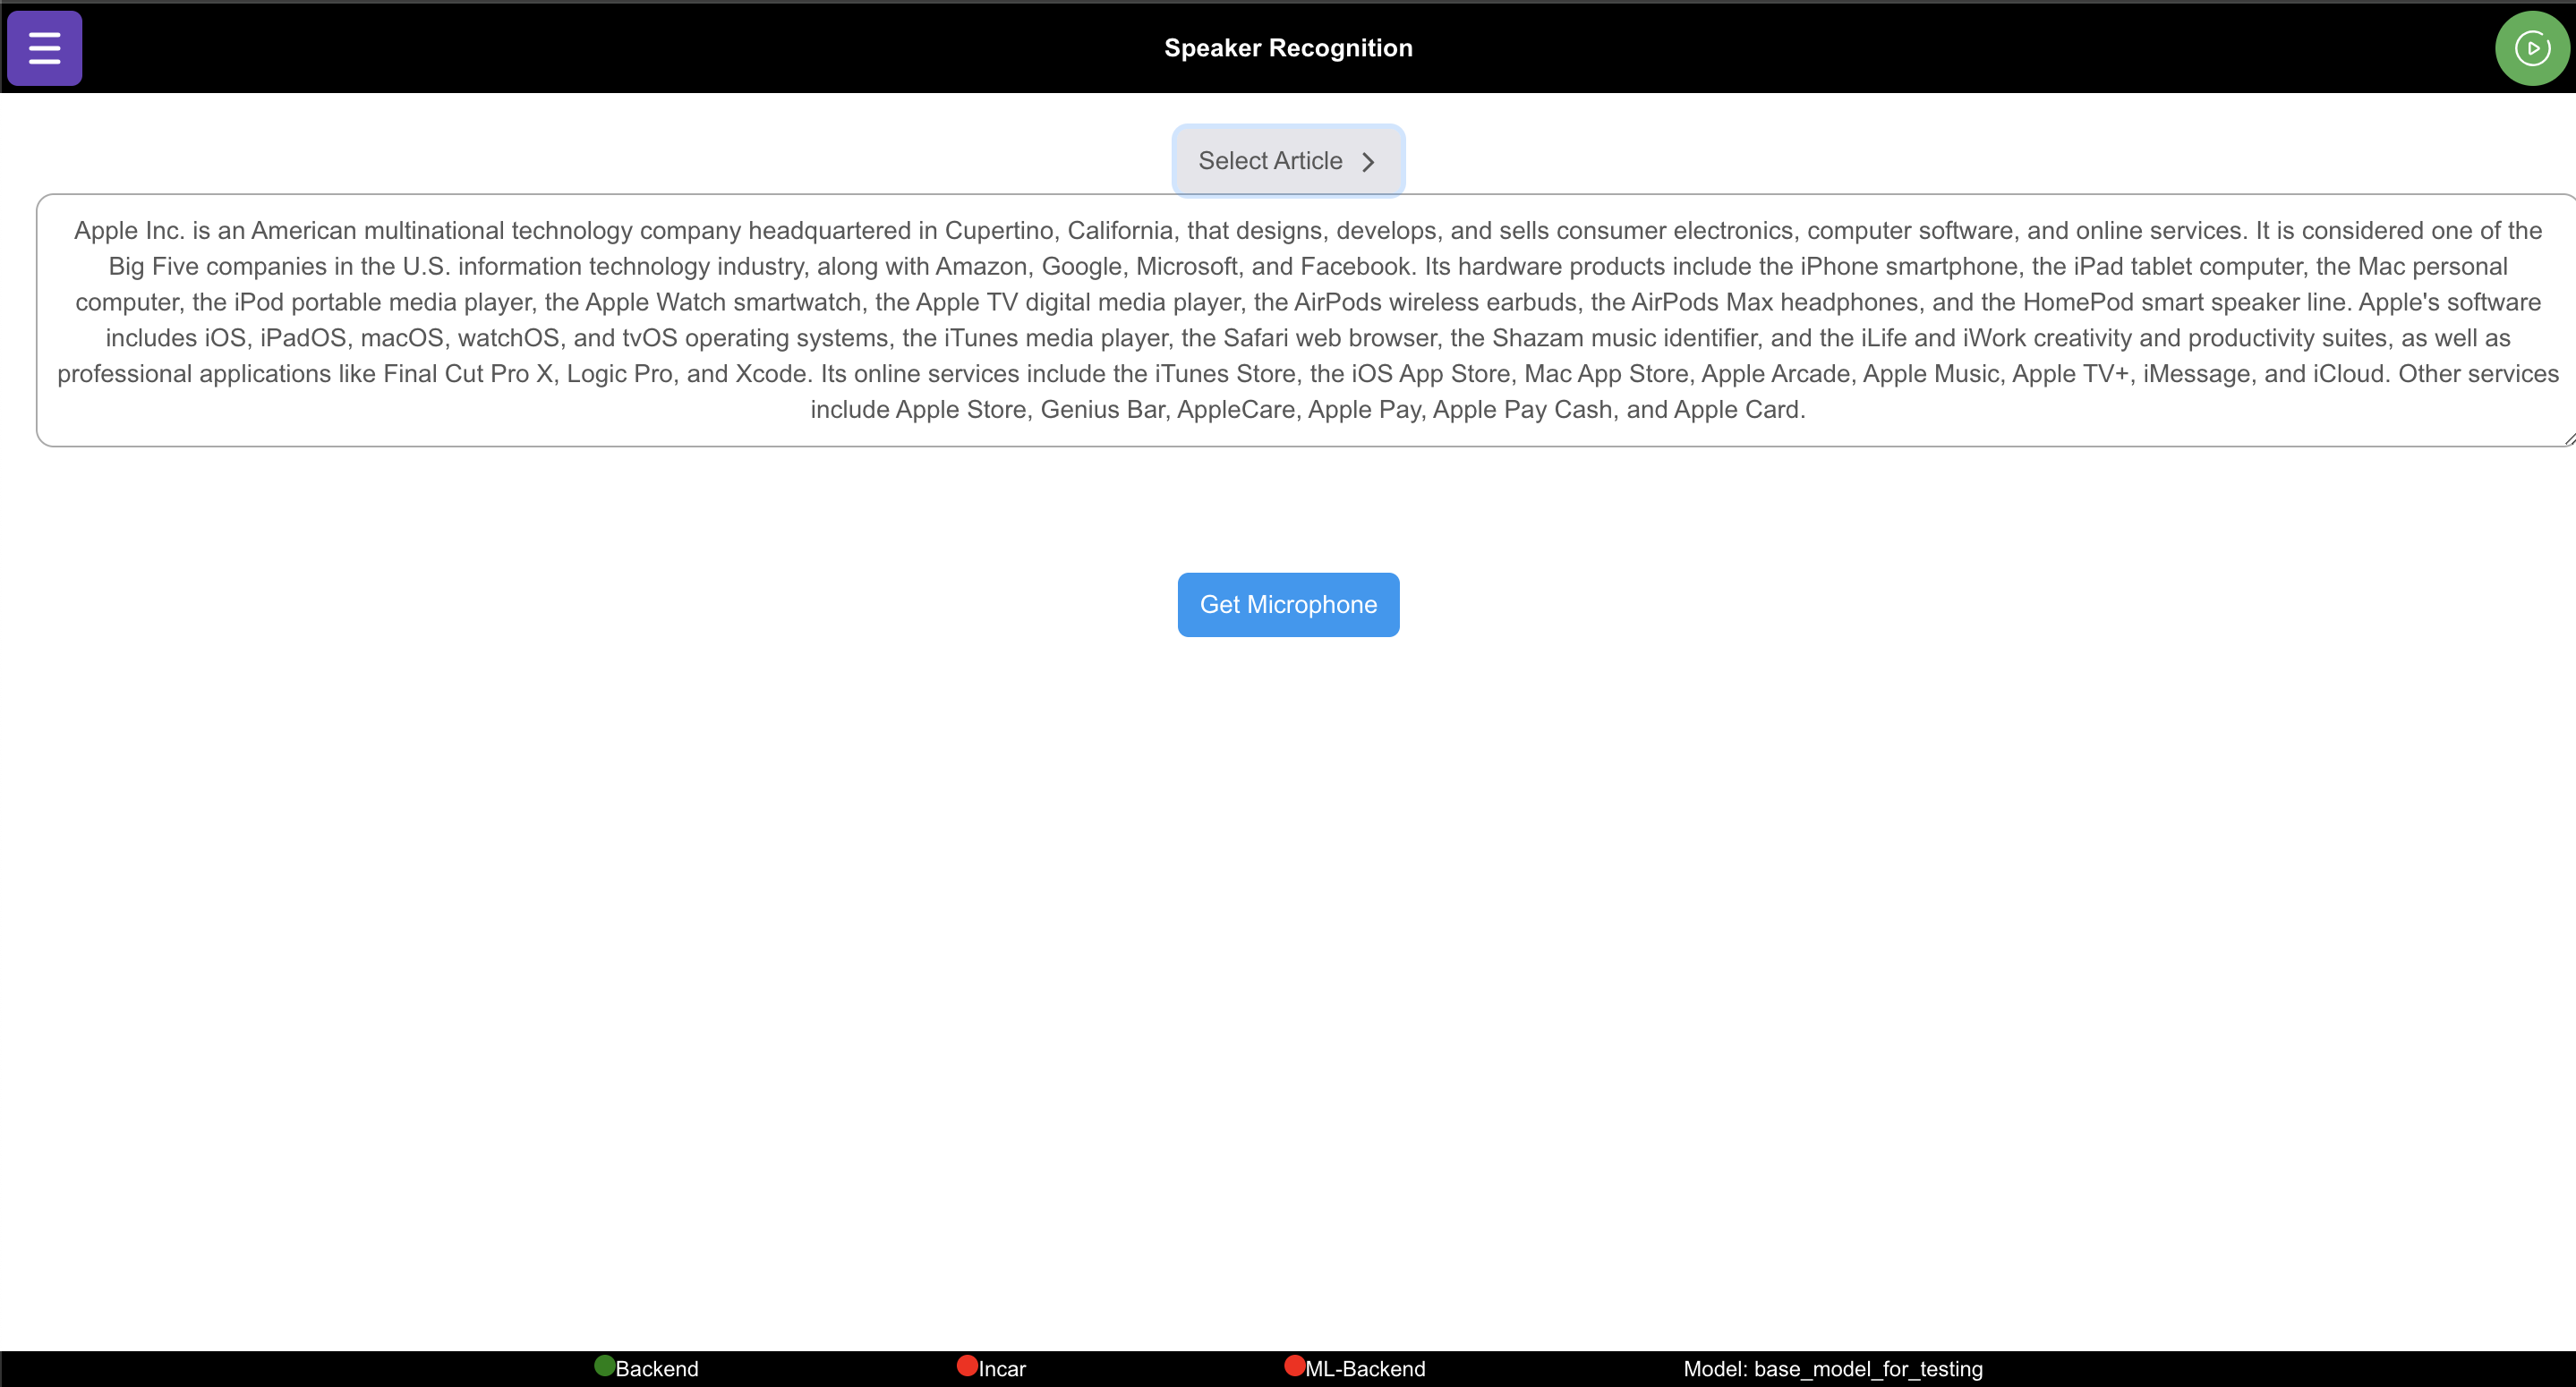 Speaker Recognition
Select Article
Apple Inc. is an American multinational technology company headquartered in Cupertino, California, that designs, develops, and sells consumer electronics, computer software, and online services. It is considered one of the
Big Five companies in the U.S. information technology industry, along with Amazon, Google, Microsoft, and Facebook. Its hardware products include the iPhone smartphone, the iPad tablet computer, the Mac personal
computer, the iPod portable media player, the Apple Watch smartwatch, the Apple TV digital media player, the AirPods wireless earbuds, the AirPods Max headphones, and the HomePod smart speaker line. Apple's software
includes iOS, iPadOS, macOS, watchOS, and tvOS operating systems, the iTunes media player, the Safari web browser, the Shazam music identifier, and the iLife and iWork creativity and productivity suites, as well as
professional applications like Final Cut Pro X, Logic Pro, and Xcode. Its online services include the iTunes Store, the iOS App Store, Mac App Store, Apple Arcade, Apple Music, Apple TV+, iMessage, and iCloud. Other services
include Apple Store, Genius Bar, AppleCare, Apple Pay, Apple Pay Cash, and Apple Card.
Get Microphone
Backend Incar ML-Backend Model: base_model_for_testing